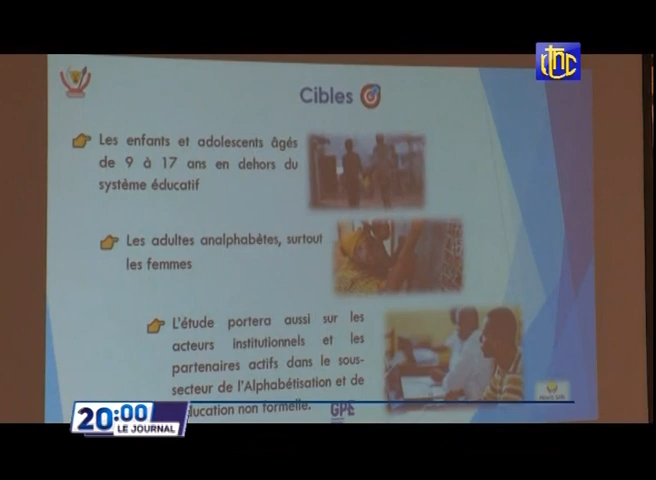 rtnc
Cibles
Les enfants et adolescents âgés
de 9 à 17 ans en dehors du
système éducatif
Les adultes analphabètes, surtout
les femmes
L'étude portera aussi sur les
acteurs institutionnels et les
partenaires actifs dans le sous-
secteur de l'Alphabétisation et de
ducation non formelle.
GPE
20:00
LE JOURNAL